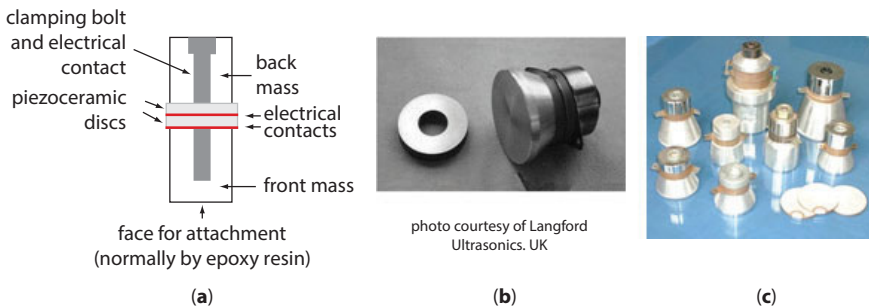 clamping bolt
and electrical
contact
back
mass
piezoceramic
discs
electrical
contacts
front mass
face for attachment
(normally by epoxy resin)
photo courtesy of Langford
Ultrasonics. UK
(a)
(b)
(c)